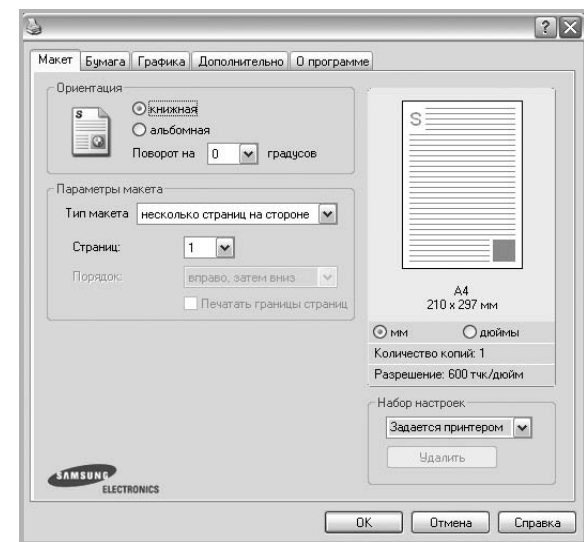 Макет Бумага Графика Дополнительно О программе
Ориентация
книжная
альбомная
Поворот на 0 градусов
Параметры макета
Тип макета несколько страниц на стороне
Страниц: 1
Порядок: вправо, затем вниз
Печатать границы страниц
S
S
A4
210 x 297 мм
мм дюймы
Количество копий: 1
Разрешение: 600 тчк/дюйм
Набор настроек
Задается принтером
Удалить
SAMSUNG
ELECTRONICS
OK Отмена Справка